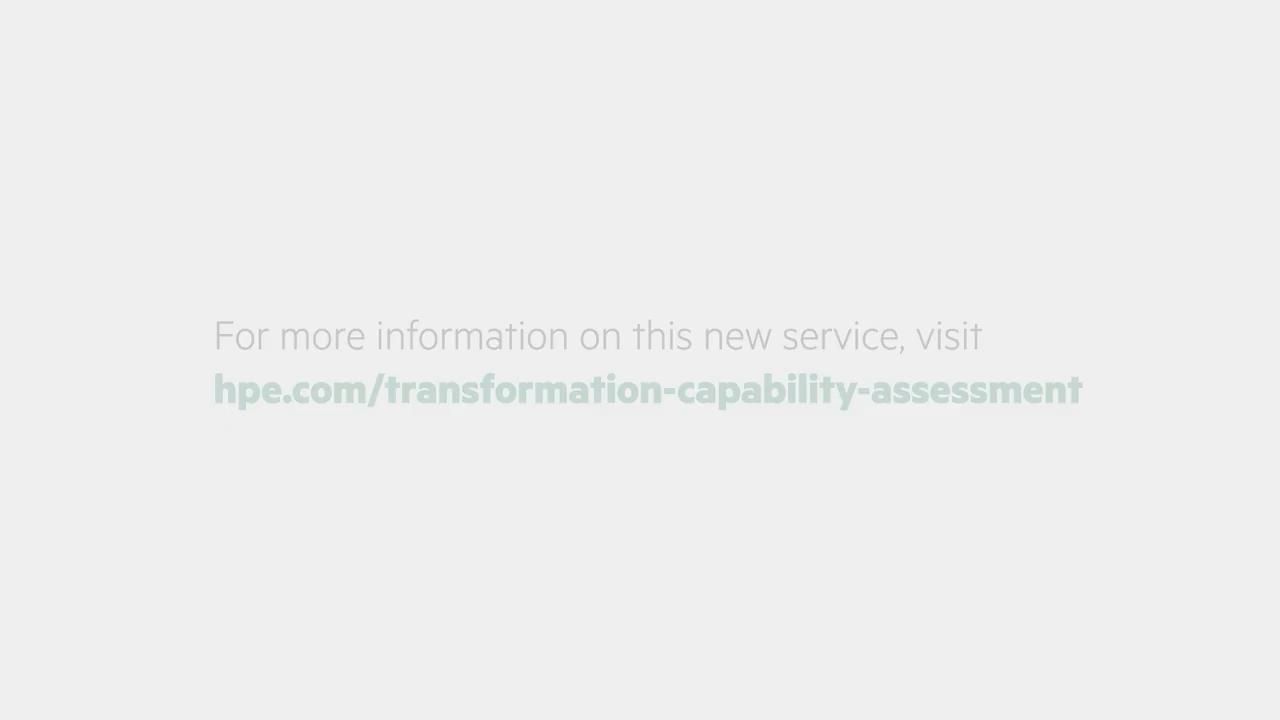 For more information on this new service, visit
hpe.com/transformation-capability-assessment